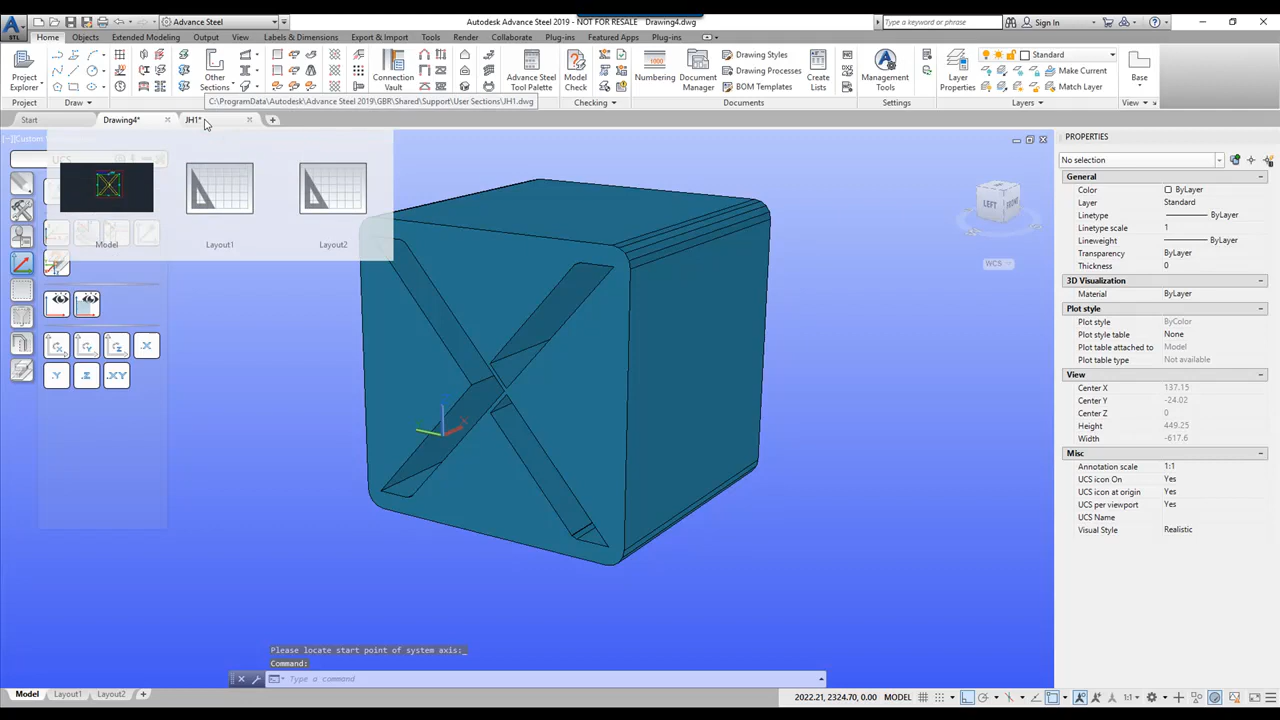 Advance Steel
Autodesk Advance Steel 2019 - NOT FOR RESALE Drawing4.dwg
Type a keyword or phrase
Sign In
Home Objects Extended Modeling Output View Labels & Dimensions Export & Import Tools Render Collaborate Plug-ins Featured Apps Plug-ins
Project Explorer
Other Sections
Connection Vault
Advance Steel Tool Palette
Model Check
Numbering
Document Manager
Drawing Styles
Drawing Processes
BOM Templates
Create Lists
Management Tools
Layer Properties
Standard
Make Current
Match Layer
Base
Project Draw Checking Documents Settings Layers View
C:\ProgramData\Autodesk\Advance Steel 2019\GBR\Shared\Support\User Sections\JH1.dwg
Start Drawing4* JH1*
UCS
Model Layout1 Layout2
LEFT FRONT
WCS
PROPERTIES
No selection
General
Color ByLayer
Layer Standard
Linetype ByLayer
Linetype scale 1
Lineweight ByLayer
Transparency ByLayer
Thickness 0
3D Visualization
Material ByLayer
Plot style
Plot style ByColor
Plot style table None
Plot table attached to Model
Plot table type Not available
View
Center X 137.15
Center Y -24.02
Center Z 0
Height 449.25
Width -617.6
Misc
Annotation scale 1:1
UCS icon On Yes
UCS icon at origin Yes
UCS per viewport Yes
UCS Name
Visual Style Realistic
Please locate start point of system axis:_
Command:
Type a command
Model Layout1 Layout2
2022.21, 2324.70, 0.00 MODEL
1:1